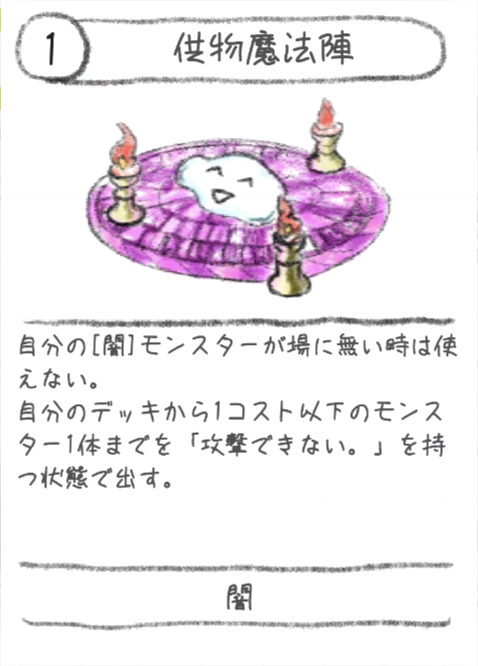 1
供物魔法陣
自分の[闇]モンスターが場に無い時は使
えない。
自分のデッキから1コスト以下のモンス
ター1体までを「攻撃できない。」を持
つ状態で出す。
闇